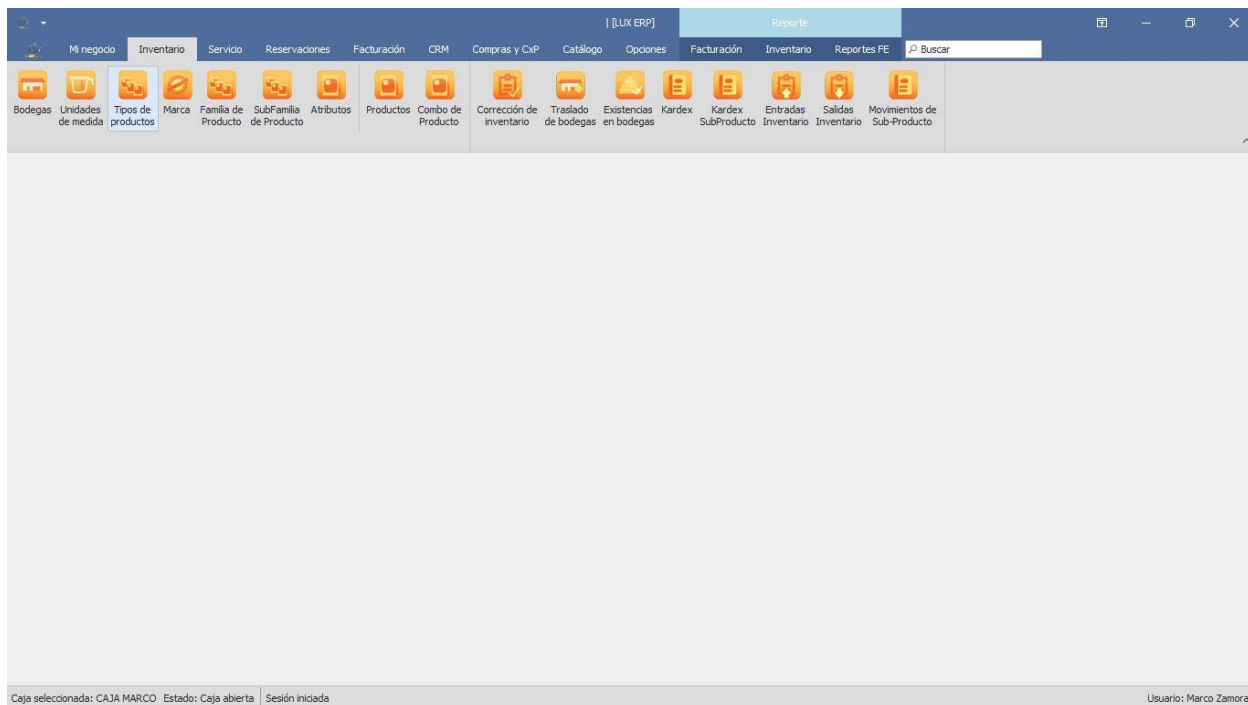 | [LUX ERP]
Reporte
Mi negocio Inventario Servicio Reservaciones Facturación CRM Compras y CxP Catálogo Opciones Facturación Inventario Reportes FE Buscar
Bodegas Unidades de medida Tipos de productos Marca Familia de Producto SubFamilia de Producto Atributos Productos Combo de Producto Corrección de inventario Traslado de bodegas Existencias en bodegas Kardex Kardex SubProducto Entradas Inventario Salidas Inventario Movimientos de Sub-Producto
Caja seleccionada: CAJA MARCO Estado: Caja abierta Sesión iniciada Usuario: Marco Zamora